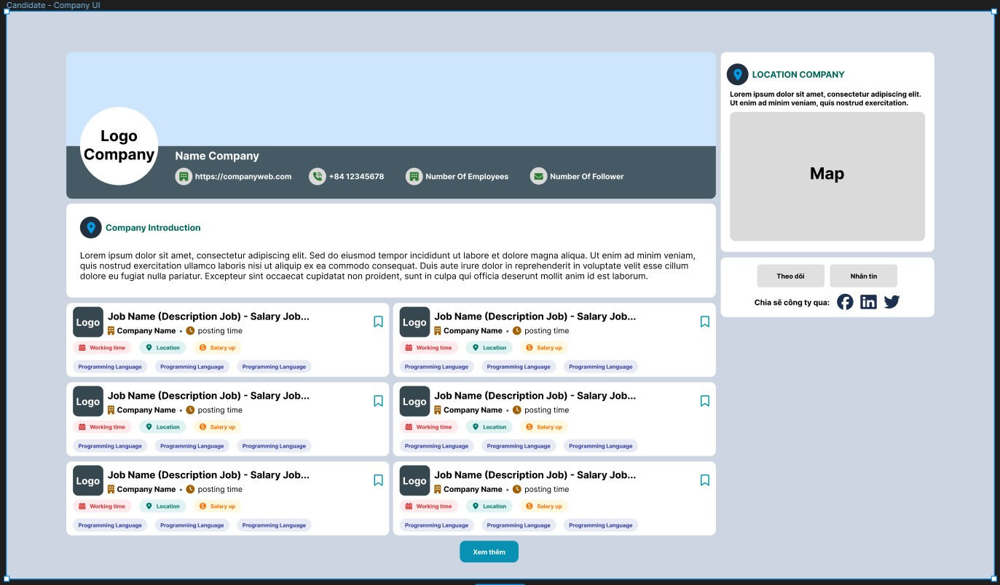 Candidate - Company UI
Logo
Company
Name Company
https://companyweb.com
+84 12345678
Number Of Employees
Number Of Follower
LOCATION COMPANY
Lorem ipsum dolor sit amet, consectetur adipiscing elit.
Ut enim ad minim veniam, quis nostrud exercitation.
Map
Company Introduction
Lorem ipsum dolor sit amet, consectetur adipiscing elit. Sed do eiusmod tempor incididunt ut labore et dolore magna aliqua. Ut enim ad minim veniam,
quis nostrud exercitation ullamco laboris nisi ut aliquip ex ea commodo consequat. Duis aute irure dolor in reprehenderit in voluptate velit esse cillum
dolore eu fugiat nulla pariatur. Excepteur sint occaecat cupidatat non proident, sunt in culpa qui officia deserunt mollit anim id est laborum.
Theo dõi
Nhắn tin
Chia sẽ công ty qua:
Logo
Job Name (Description Job) - Salary Job...
Company Name • posting time
Working time
Location
Salary up
Programming Language
Programming Language
Programming Language
Logo
Job Name (Description Job) - Salary Job...
Company Name • posting time
Working time
Location
Salary up
Programming Language
Programming Language
Programming Language
Logo
Job Name (Description Job) - Salary Job...
Company Name • posting time
Working time
Location
Salary up
Programming Language
Programming Language
Programming Language
Logo
Job Name (Description Job) - Salary Job...
Company Name • posting time
Working time
Location
Salary up
Programming Language
Programming Language
Programming Language
Logo
Job Name (Description Job) - Salary Job...
Company Name • posting time
Working time
Location
Salary up
Programming Language
Programming Language
Programming Language
Logo
Job Name (Description Job) - Salary Job...
Company Name • posting time
Working time
Location
Salary up
Programming Language
Programming Language
Programming Language
Xem thêm